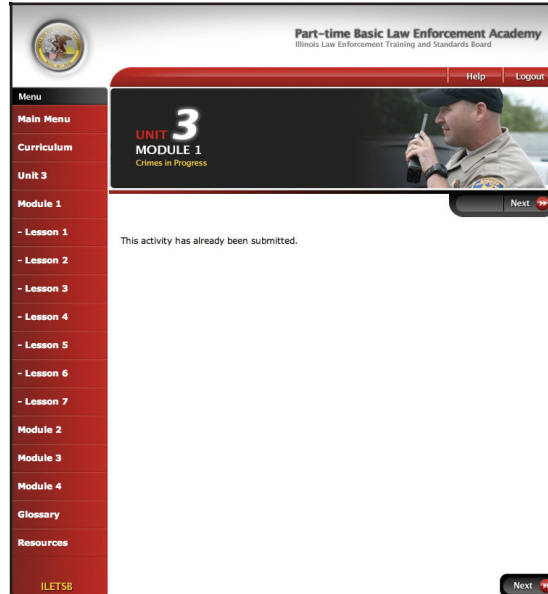 Part-time Basic Law Enforcement Academy
Illinois Law Enforcement Training and Standards Board
Help
Logout
Menu
Main Menu
Curriculum
Unit 3
Module 1
- Lesson 1
- Lesson 2
- Lesson 3
- Lesson 4
- Lesson 5
- Lesson 6
- Lesson 7
Module 2
Module 3
Module 4
Glossary
Resources
ILETSB
UNIT 3
MODULE 1
Crimes in Progress
Next
This activity has already been submitted.
Next